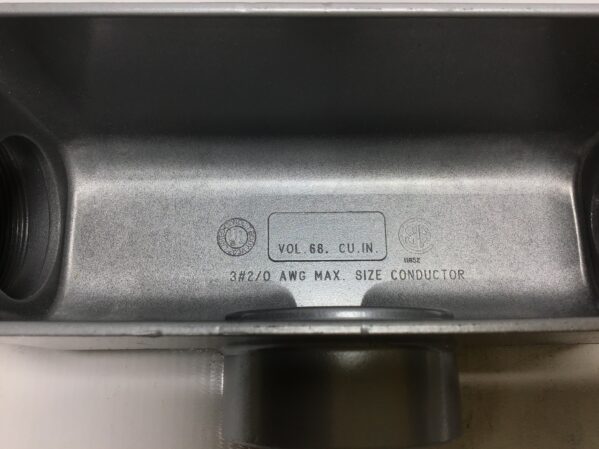 VOL.68. CU.IN.
3#2/0 AWG MAX. SIZE CONDUCTOR